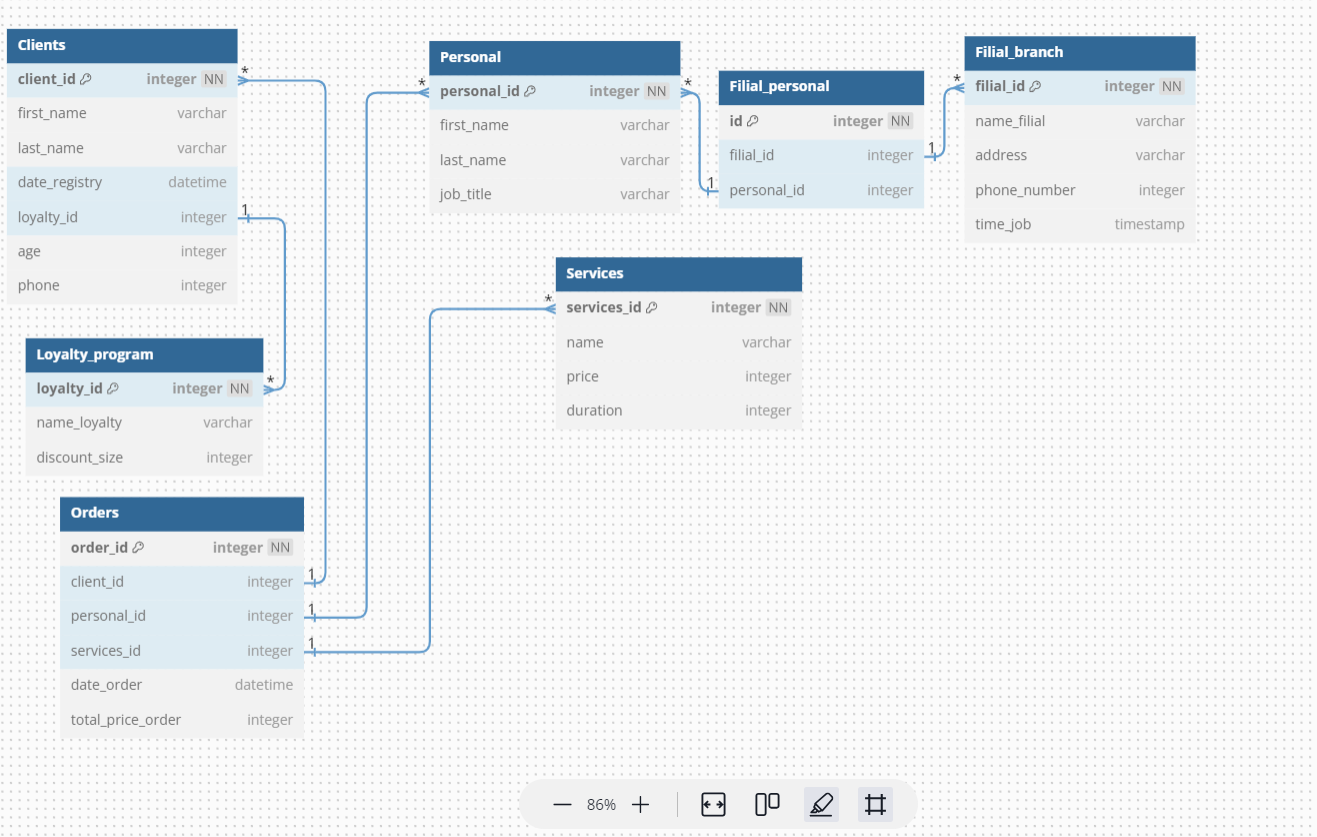 Clients
client_id integer NN
first_name varchar
last_name varchar
date_registry datetime
loyalty_id integer
age integer
phone integer
Personal
personal_id integer NN
first_name varchar
last_name varchar
job_title varchar
Filial_personal
id integer NN
filial_id integer
personal_id integer
Filial_branch
filial_id integer NN
name_filial varchar
address varchar
phone_number integer
time_job timestamp
Services
services_id integer NN
name varchar
price integer
duration integer
Loyalty_program
loyalty_id integer NN
name_loyalty varchar
discount_size integer
Orders
order_id integer NN
client_id integer
personal_id integer
services_id integer
date_order datetime
total_price_order integer
*
1
*
1
1
1
*
*
1
*
1
*
86%